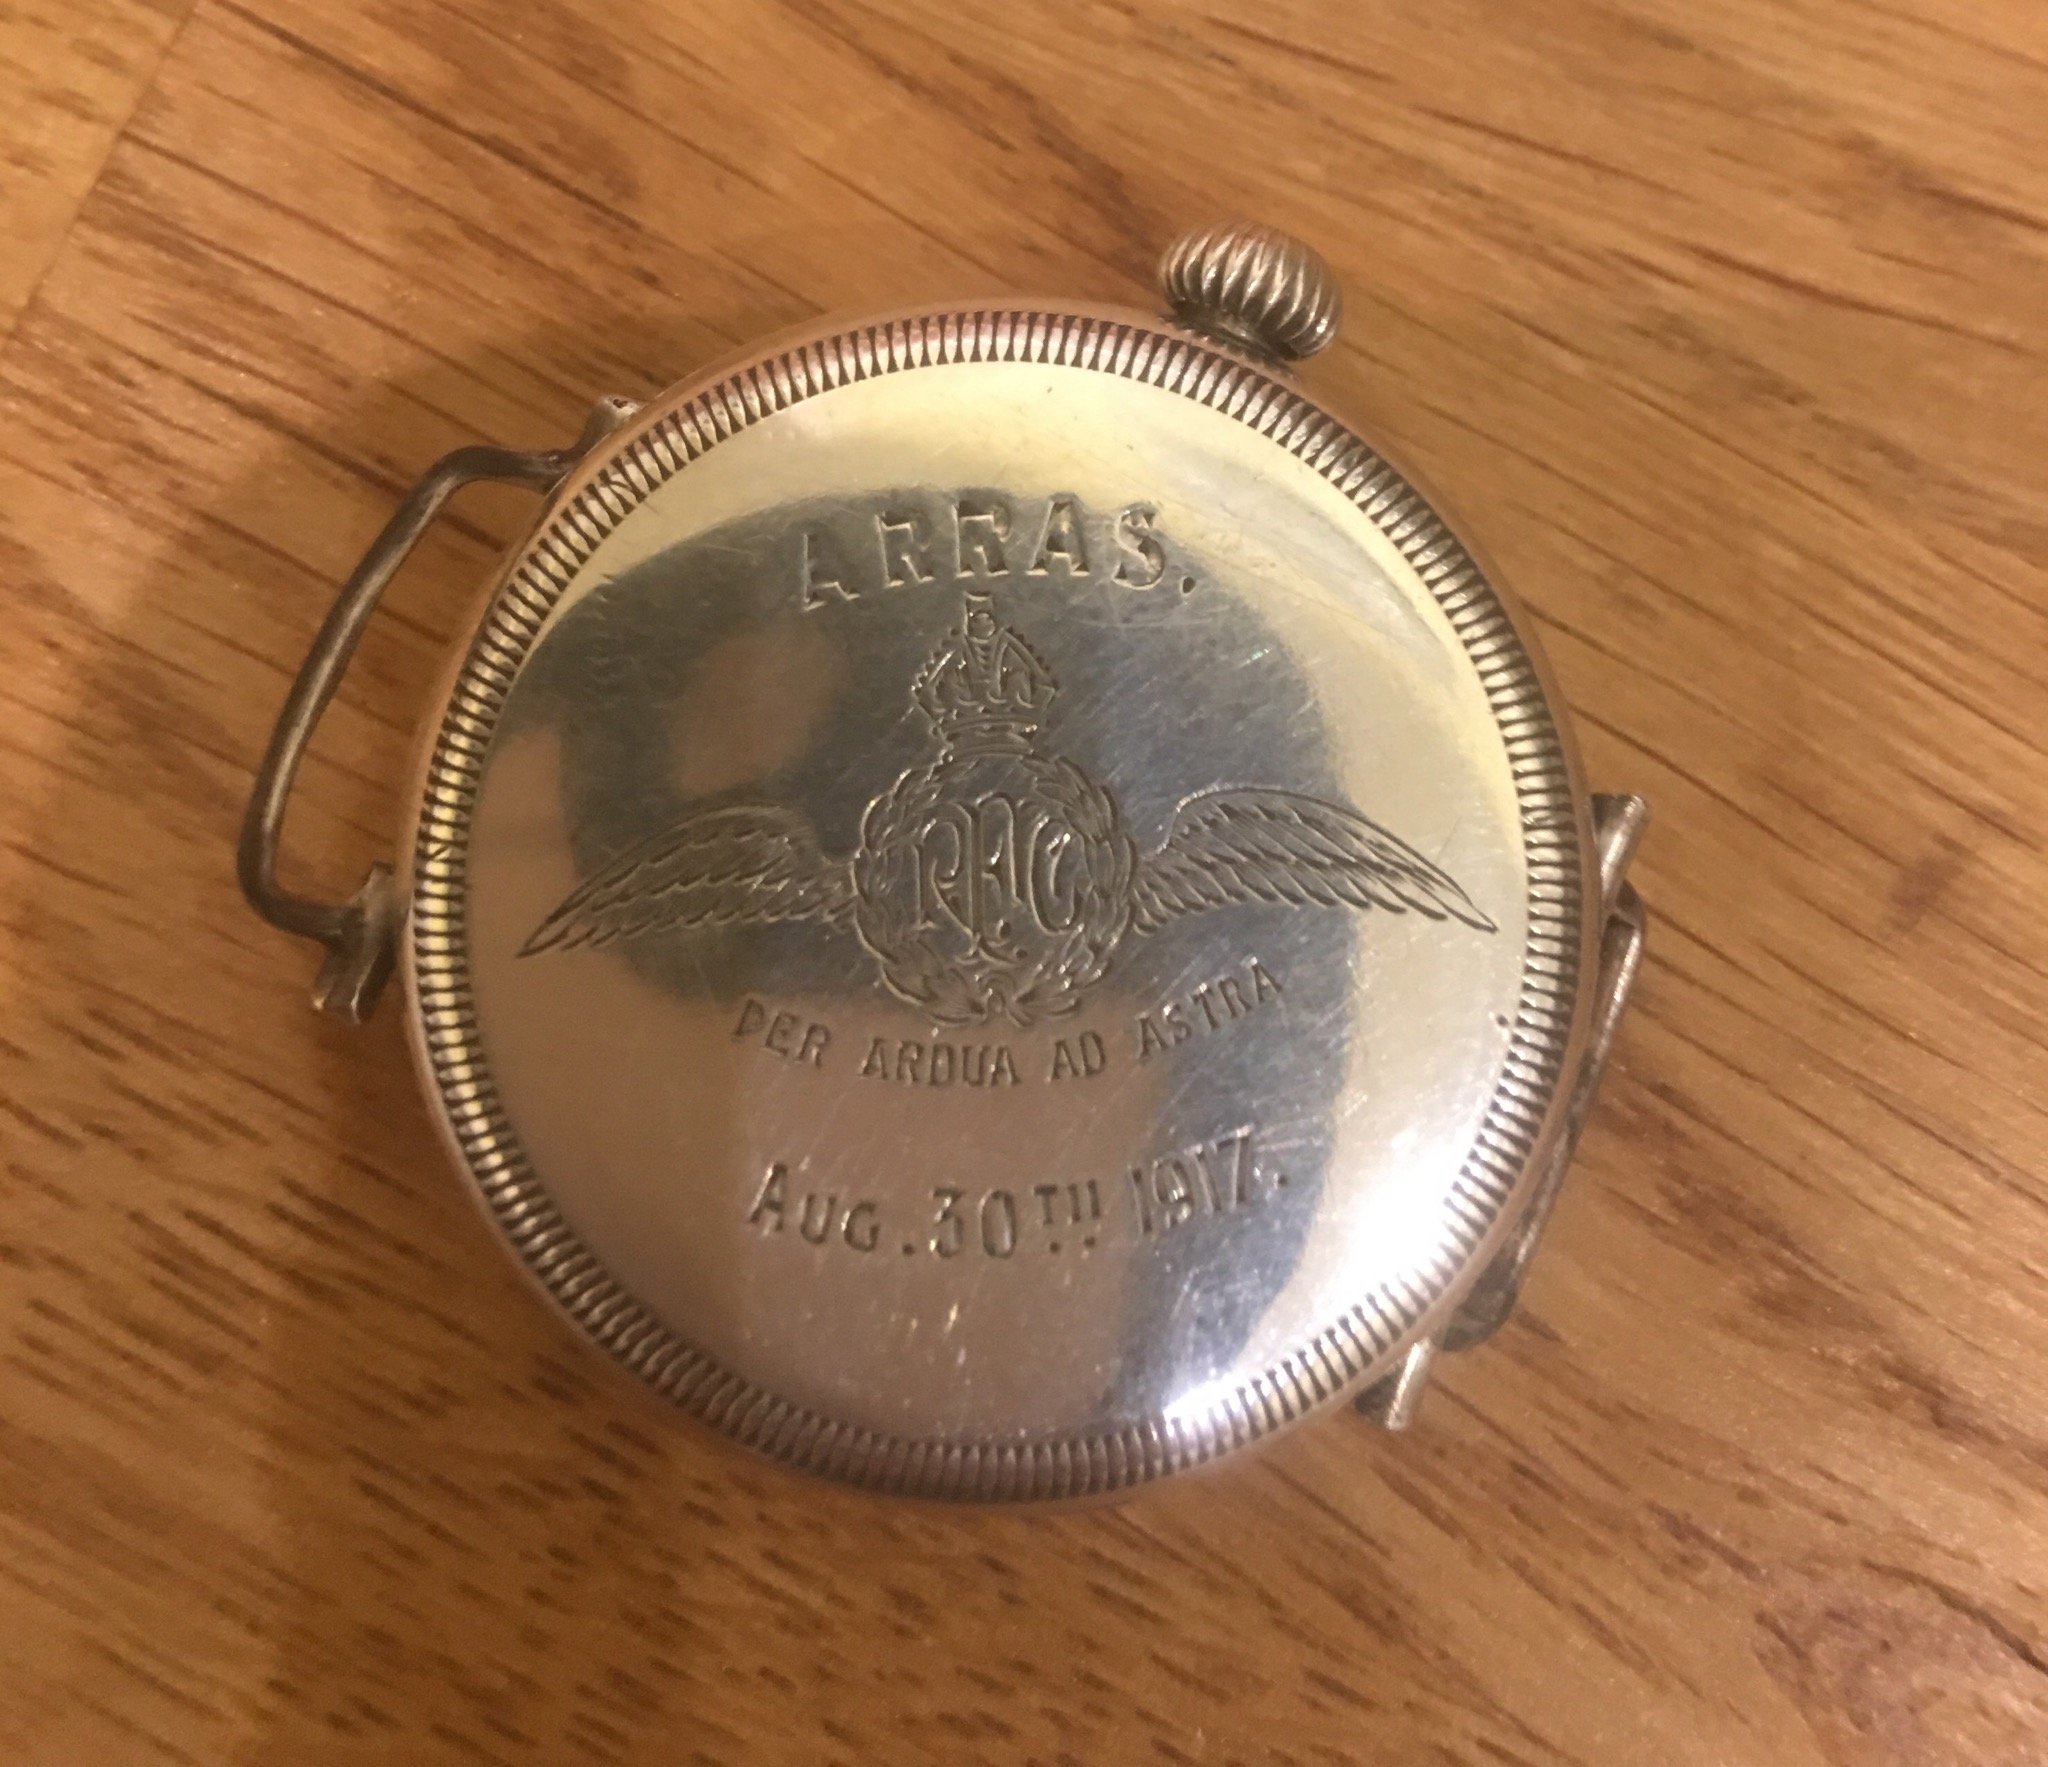 ARRAS.
RFC
PER ARDUA AD ASTRA
AUG. 30TH. 1917.